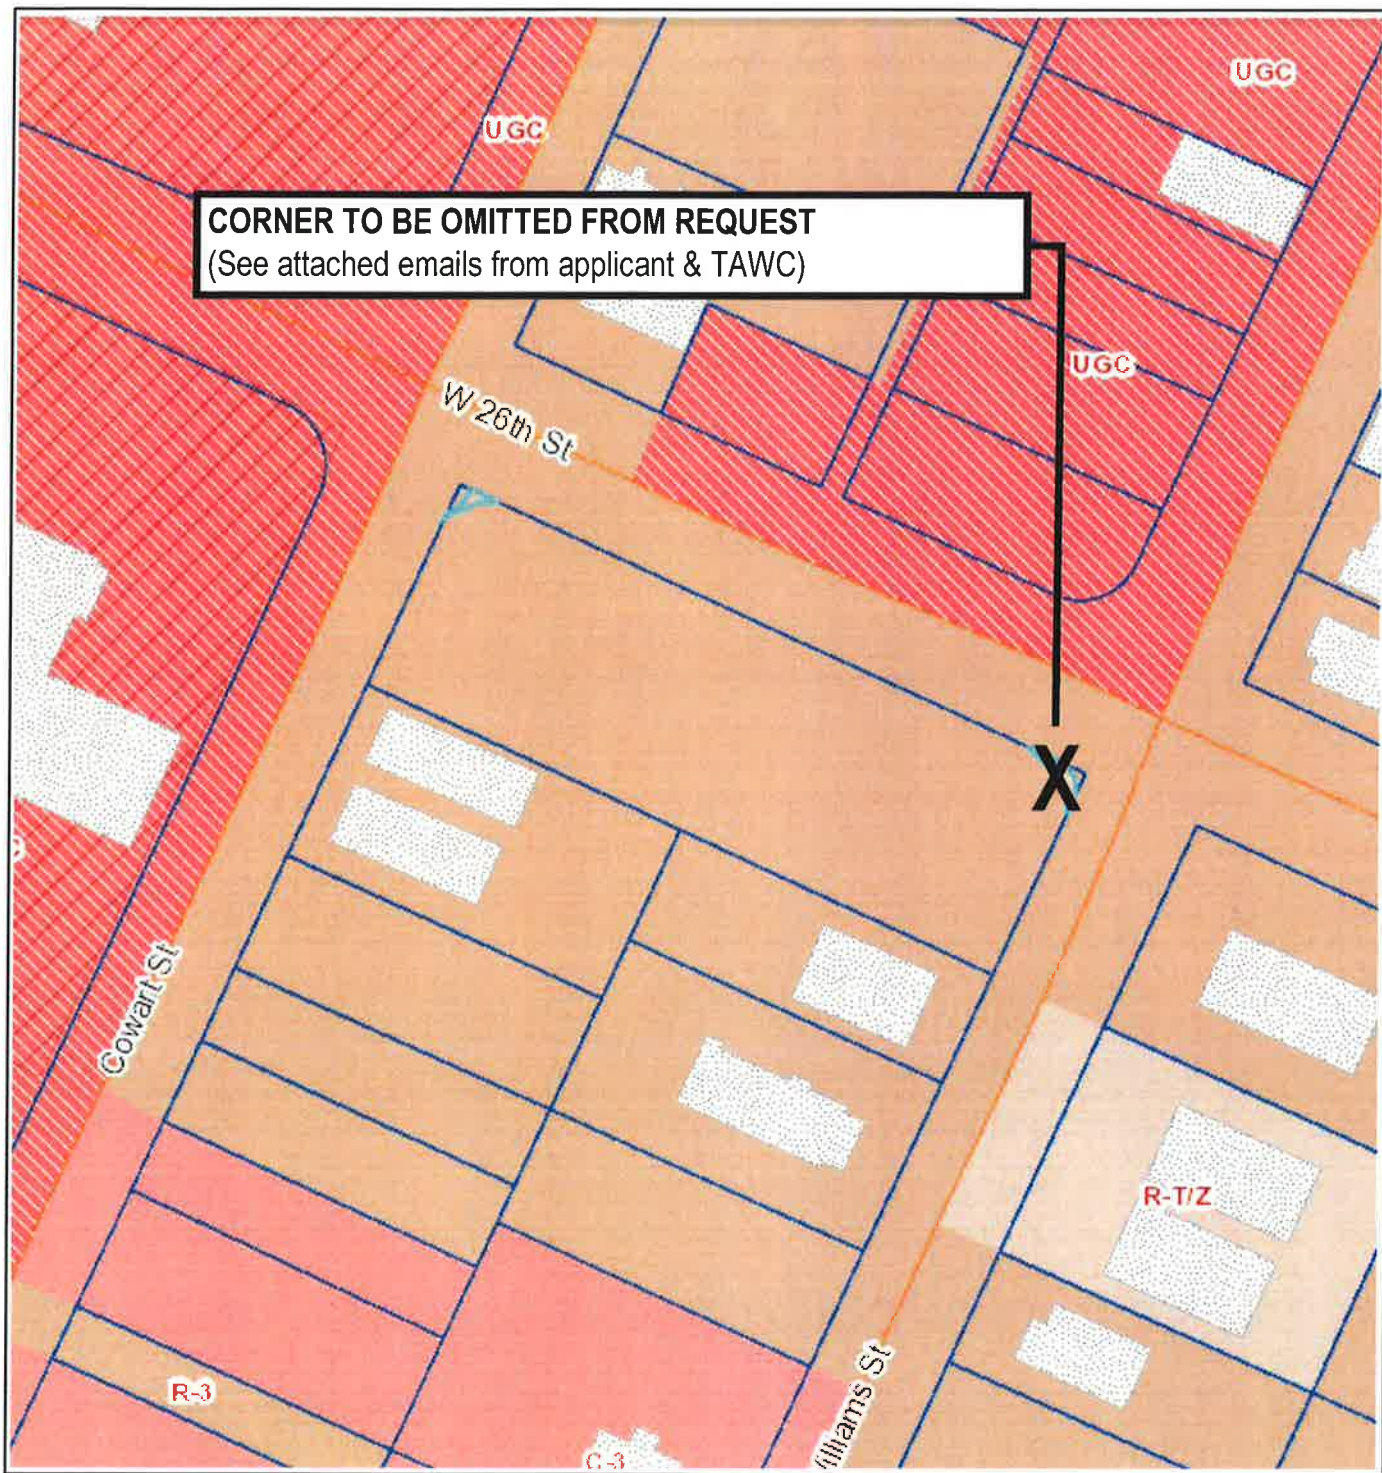 UGC
UGC
CORNER TO BE OMITTED FROM REQUEST
(See attached emails from applicant & TAWC)
UGC
W 26th St
X
Cowart St
R-T/Z
R-3
C-3
illiams St